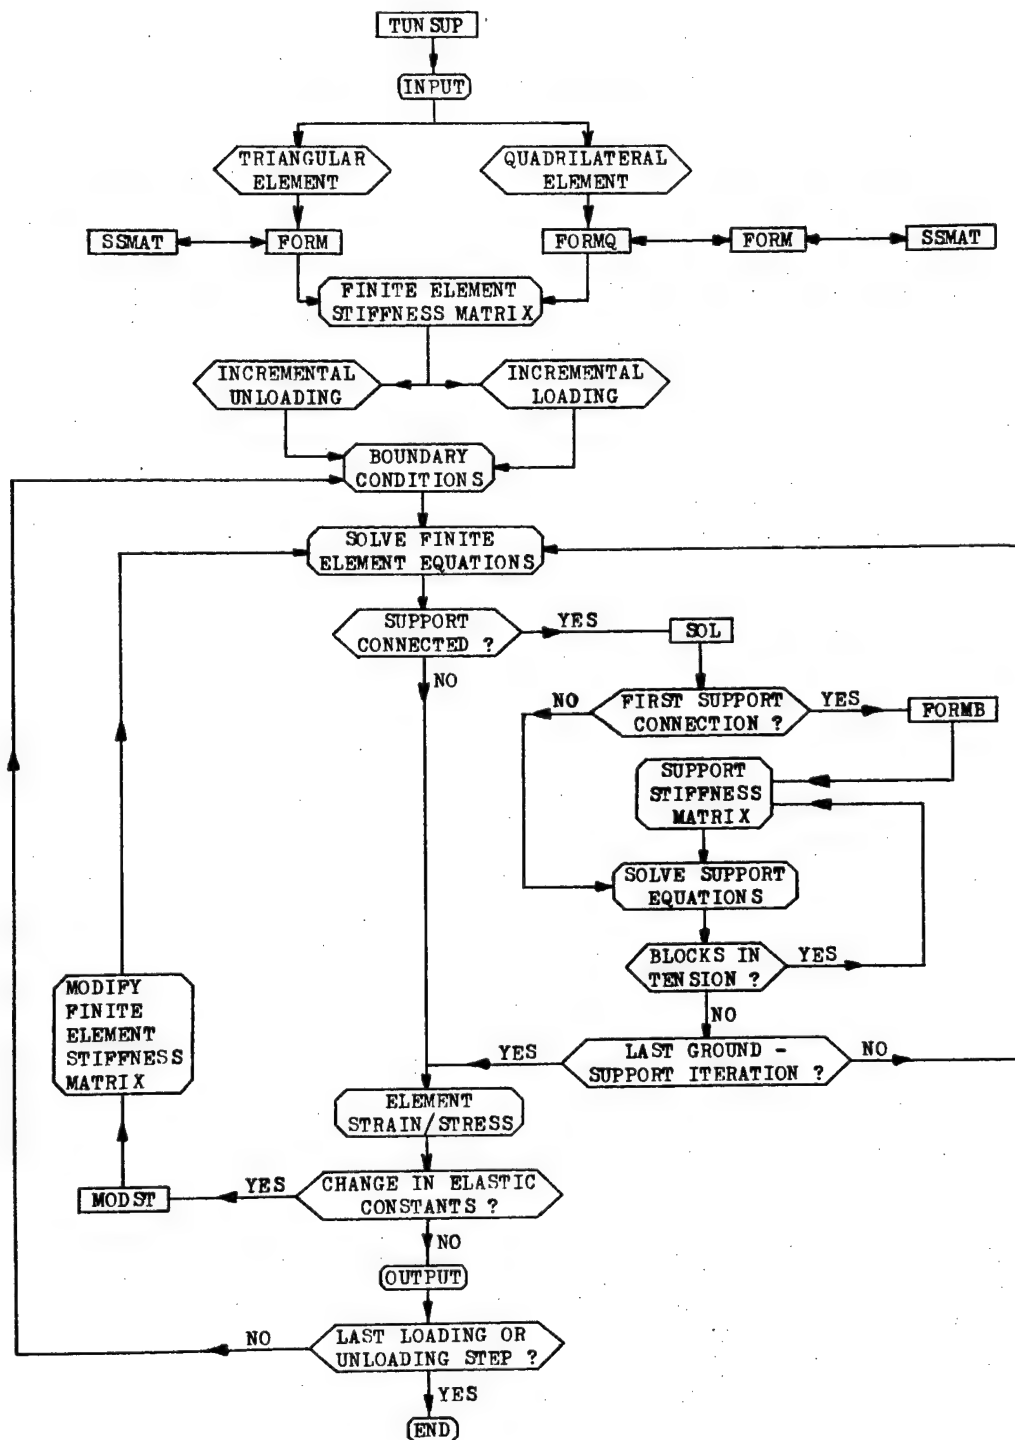 TUNSUP
INPUT
TRIANGULAR
ELEMENT
QUADRILATERAL
ELEMENT
SSMAT
FORM
FORMQ
FORM
SSMAT
FINITE ELEMENT
STIFFNESS MATRIX
INCREMENTAL
UNLOADING
INCREMENTAL
LOADING
BOUNDARY
CONDITIONS
SOLVE FINITE
ELEMENT EQUATIONS
SUPPORT
CONNECTED ?
YES
SOL
NO
NO
FIRST SUPPORT
CONNECTION ?
YES
FORMB
SUPPORT
STIFFNESS
MATRIX
SOLVE SUPPORT
EQUATIONS
BLOCKS IN
TENSION ?
YES
NO
MODIFY
FINITE
ELEMENT
STIFFNESS
MATRIX
YES
LAST GROUND -
SUPPORT ITERATION ?
NO
ELEMENT
STRAIN/STRESS
MODST
YES
CHANGE IN ELASTIC
CONSTANTS ?
NO
OUTPUT
NO
LAST LOADING OR
UNLOADING STEP ?
YES
END